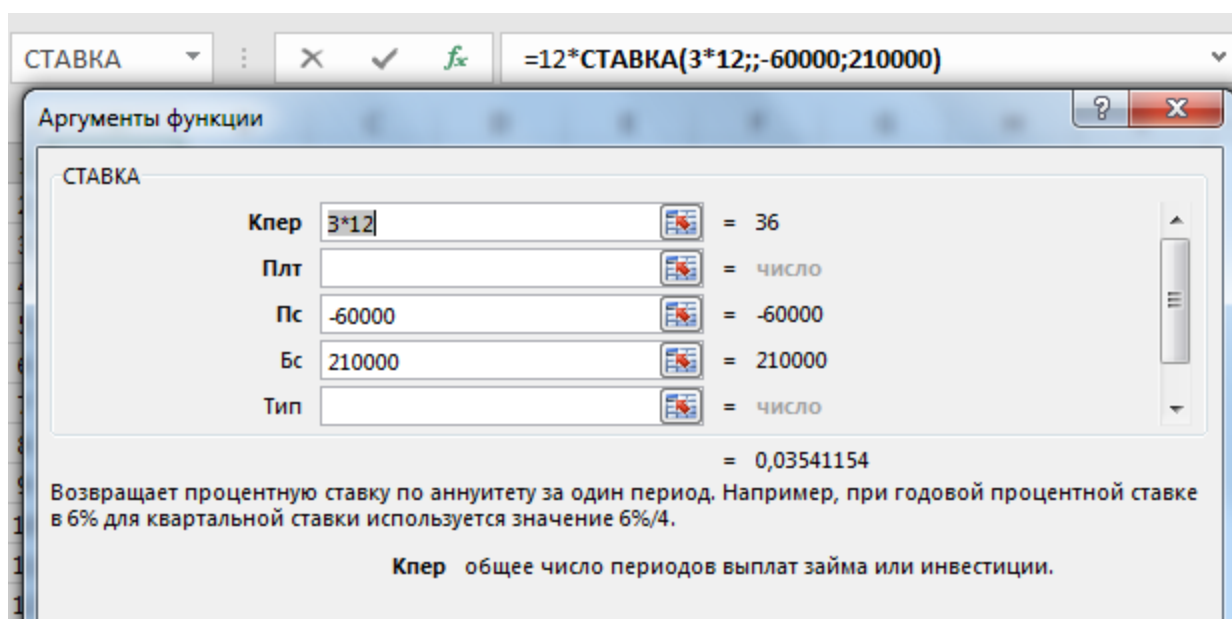 СТАВКА
fx =12*СТАВКА(3*12;;-60000;210000)
Аргументы функции ?
СТАВКА
Кпер 3*12 = 36
Плт = число
Пс -60000 = -60000
Бс 210000 = 210000
Тип = число
= 0,03541154
Возвращает процентную ставку по аннуитету за один период. Например, при годовой процентной ставке
в 6% для квартальной ставки используется значение 6%/4.
Кпер общее число периодов выплат займа или инвестиции.